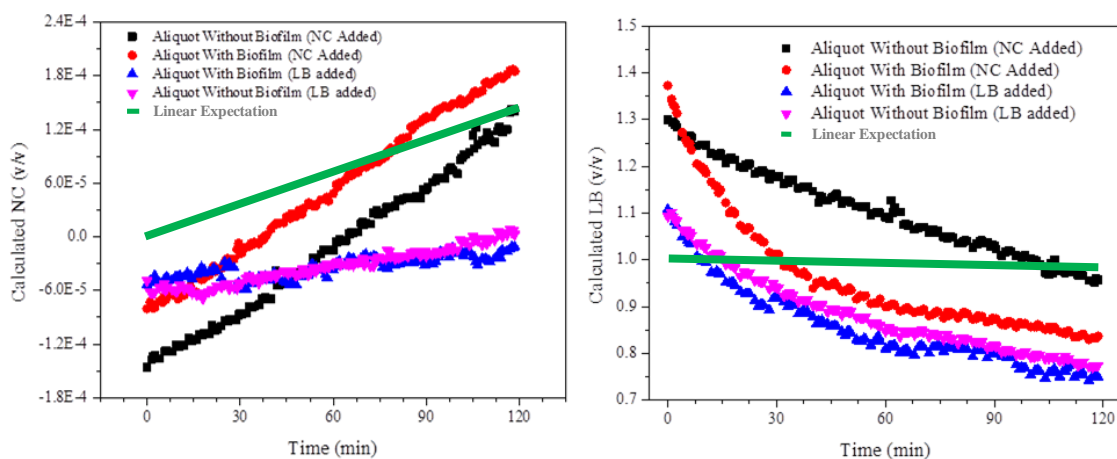 2.4E-4
1.8E-4
1.2E-4
6.0E-5
0.0
-6.0E-5
-1.2E-4
-1.8E-4
Calculated NC (v/v)
Aliquot Without Biofilm (NC Added)
Aliquot With Biofilm (NC Added)
Aliquot With Biofilm (LB added)
Aliquot Without Biofilm (LB added)
Linear Expectation
0 30 60 90 120
Time (min)
1.5
1.4
1.3
1.2
1.1
1.0
0.9
0.8
0.7
Calculated LB (v/v)
Aliquot Without Biofilm (NC Added)
Aliquot With Biofilm (NC Added)
Aliquot With Biofilm (LB added)
Aliquot Without Biofilm (LB added)
Linear Expectation
0 30 60 90 120
Time (min)